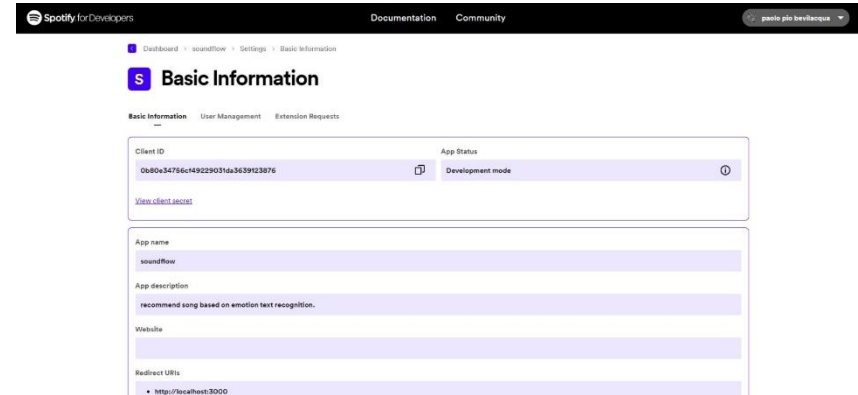 Spotify for Developers
Documentation Community
paolo pio bevilacqua
Dashboard > soundflow > Settings > Basic Information
S Basic Information
Basic Information User Management Extension Requests
Client ID App Status
0b80e34756cf49229031da3639123876 Development mode
View client secret
App name
soundflow
App description
recommend song based on emotion text recognition.
Website
Redirect URIs
• http://localhost:3000